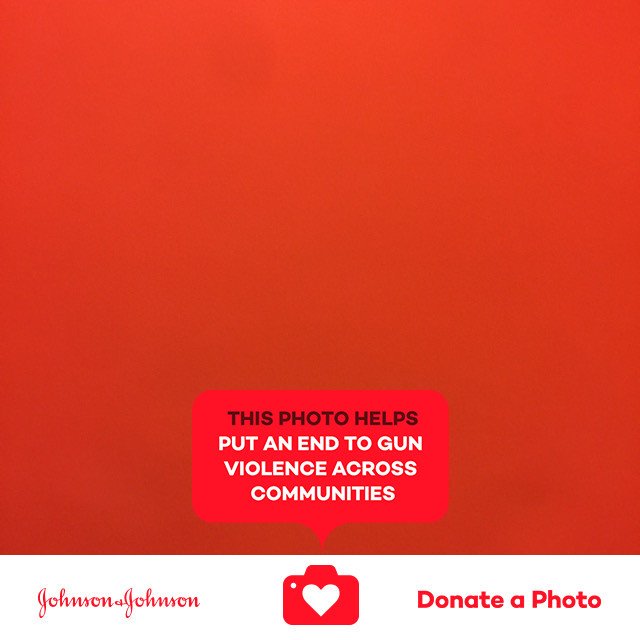 THIS PHOTO HELPS
PUT AN END TO GUN
VIOLENCE ACROSS
COMMUNITIES
Johnson & Johnson
Donate a Photo